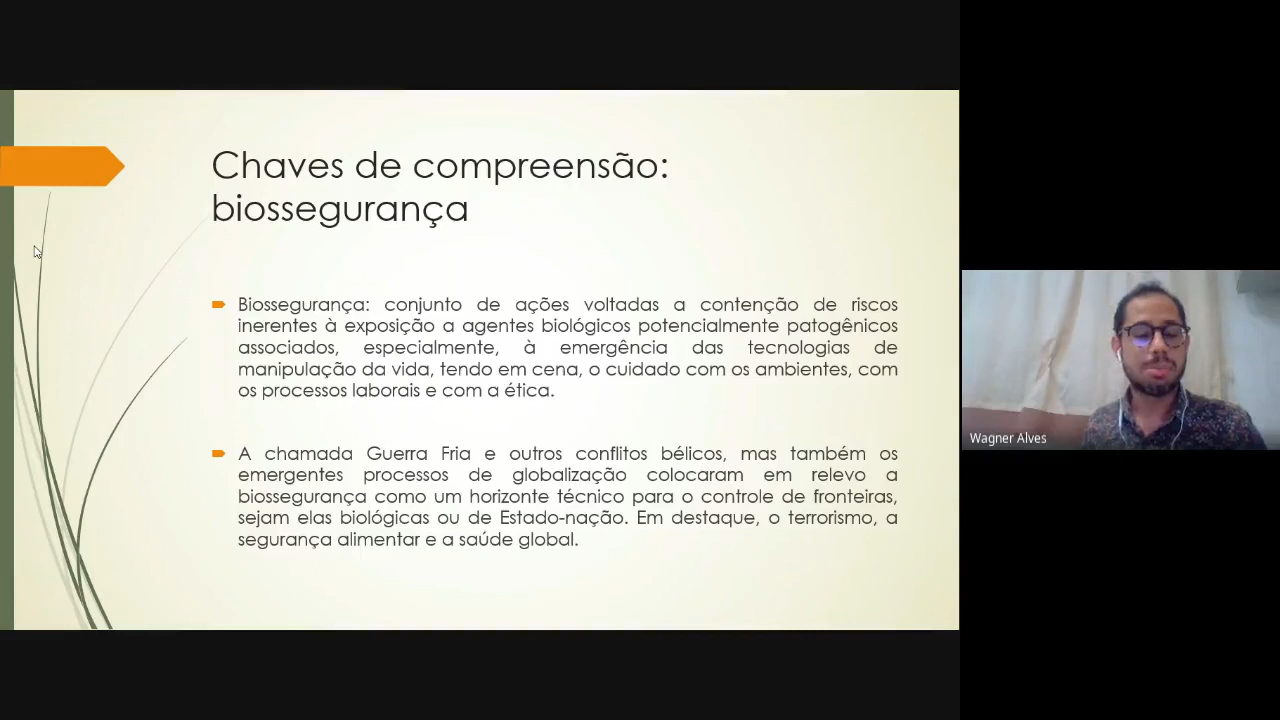 Chaves de compreensão:
biossegurança
Biossegurança: conjunto de ações voltadas a contenção de riscos
inerentes à exposição a agentes biológicos potencialmente patogênicos
associados, especialmente, à emergência das tecnologias de
manipulação da vida, tendo em cena, o cuidado com os ambientes, com
os processos laborais e com a ética.
A chamada Guerra Fria e outros conflitos bélicos, mas também os
emergentes processos de globalização colocaram em relevo a
biossegurança como um horizonte técnico para o controle de fronteiras,
sejam elas biológicas ou de Estado-nação. Em destaque, o terrorismo, a
segurança alimentar e a saúde global.
Wagner Alves